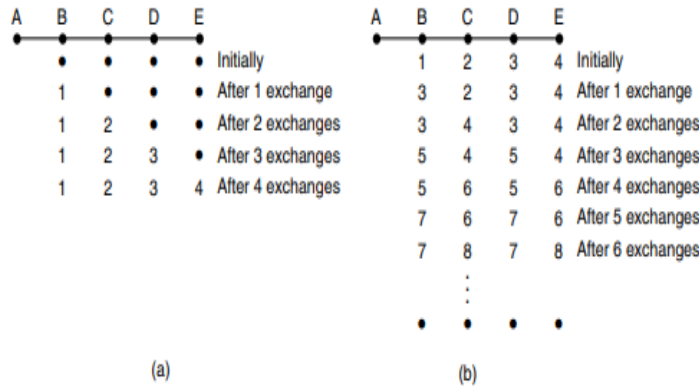 A B C D E
• • • • Initially
1 • • • After 1 exchange
1 2 • • After 2 exchanges
1 2 3 • After 3 exchanges
1 2 3 4 After 4 exchanges
(a)
A B C D E
1 2 3 4 Initially
3 2 3 4 After 1 exchange
3 4 3 4 After 2 exchanges
5 4 5 4 After 3 exchanges
5 6 5 6 After 4 exchanges
7 6 7 6 After 5 exchanges
7 8 7 8 After 6 exchanges
⋮
• • • •
(b)